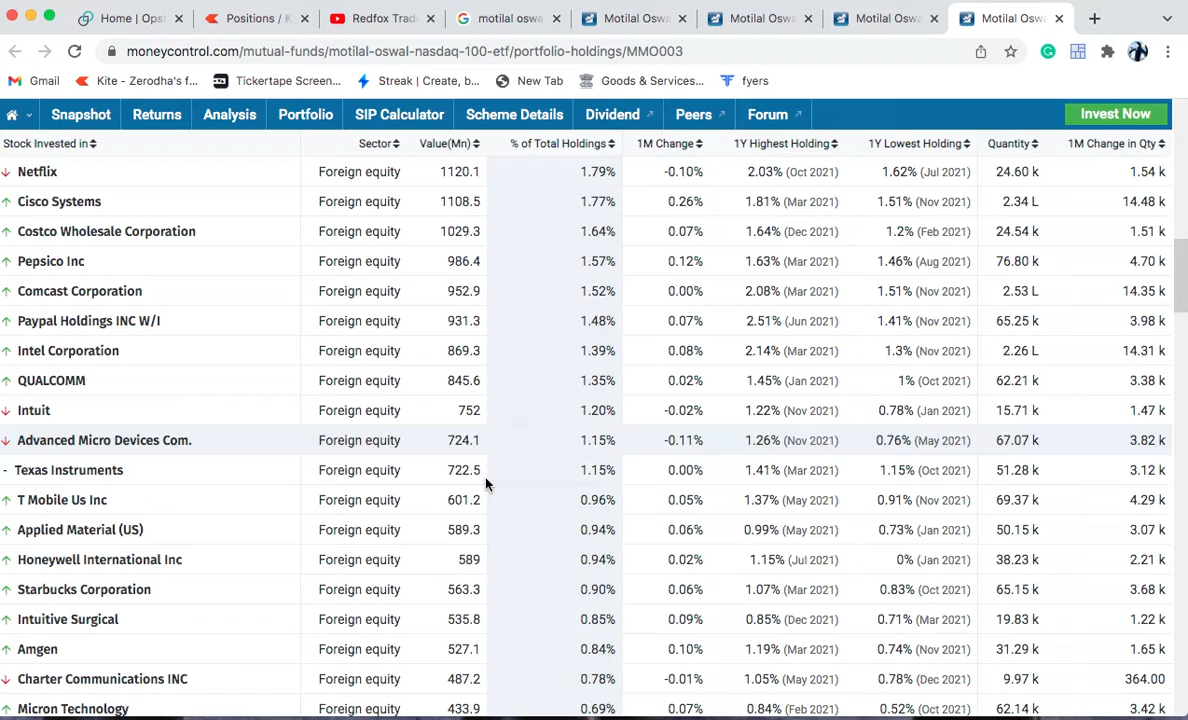 Home | Ops
Positions / K
Redfox Trad
motilal oswa
Motilal Oswa
Motilal Oswa
Motilal Oswa
Motilal Osw
moneycontrol.com/mutual-funds/motilal-oswal-nasdaq-100-etf/portfolio-holdings/MMO003
Gmail Kite - Zerodha's f... Tickertape Screen... Streak | Create, b... New Tab Goods & Services... fyers
Snapshot Returns Analysis Portfolio SIP Calculator Scheme Details Dividend Peers Forum Invest Now
Stock Invested in Sector Value(Mn) % of Total Holdings 1M Change 1Y Highest Holding 1Y Lowest Holding Quantity 1M Change in Qty
Netflix Foreign equity 1120.1 1.79% -0.10% 2.03% (Oct 2021) 1.62% (Jul 2021) 24.60 k 1.54 k
Cisco Systems Foreign equity 1108.5 1.77% 0.26% 1.81% (Mar 2021) 1.51% (Nov 2021) 2.34 L 14.48 k
Costco Wholesale Corporation Foreign equity 1029.3 1.64% 0.07% 1.64% (Dec 2021) 1.2% (Feb 2021) 24.54 k 1.51 k
Pepsico Inc Foreign equity 986.4 1.57% 0.12% 1.63% (Mar 2021) 1.46% (Aug 2021) 76.80 k 4.70 k
Comcast Corporation Foreign equity 952.9 1.52% 0.00% 2.08% (Mar 2021) 1.51% (Nov 2021) 2.53 L 14.35 k
Paypal Holdings INC W/I Foreign equity 931.3 1.48% 0.07% 2.51% (Jun 2021) 1.41% (Nov 2021) 65.25 k 3.98 k
Intel Corporation Foreign equity 869.3 1.39% 0.08% 2.14% (Mar 2021) 1.3% (Nov 2021) 2.26 L 14.31 k
QUALCOMM Foreign equity 845.6 1.35% 0.02% 1.45% (Jan 2021) 1% (Oct 2021) 62.21 k 3.38 k
Intuit Foreign equity 752 1.20% -0.02% 1.22% (Nov 2021) 0.78% (Jan 2021) 15.71 k 1.47 k
Advanced Micro Devices Com. Foreign equity 724.1 1.15% -0.11% 1.26% (Nov 2021) 0.76% (May 2021) 67.07 k 3.82 k
- Texas Instruments Foreign equity 722.5 1.15% 0.00% 1.41% (Mar 2021) 1.15% (Oct 2021) 51.28 k 3.12 k
T Mobile Us Inc Foreign equity 601.2 0.96% 0.05% 1.37% (May 2021) 0.91% (Nov 2021) 69.37 k 4.29 k
Applied Material (US) Foreign equity 589.3 0.94% 0.06% 0.99% (May 2021) 0.73% (Jan 2021) 50.15 k 3.07 k
Honeywell International Inc Foreign equity 589 0.94% 0.02% 1.15% (Jul 2021) 0% (Jan 2021) 38.23 k 2.21 k
Starbucks Corporation Foreign equity 563.3 0.90% 0.06% 1.07% (Mar 2021) 0.83% (Oct 2021) 65.15 k 3.68 k
Intuitive Surgical Foreign equity 535.8 0.85% 0.09% 0.85% (Dec 2021) 0.71% (Mar 2021) 19.83 k 1.22 k
Amgen Foreign equity 527.1 0.84% 0.10% 1.19% (Mar 2021) 0.74% (Nov 2021) 31.29 k 1.65 k
Charter Communications INC Foreign equity 487.2 0.78% -0.01% 1.05% (May 2021) 0.78% (Dec 2021) 9.97 k 364.00
Micron Technology Foreign equity 433.9 0.69% 0.07% 0.84% (Feb 2021) 0.52% (Oct 2021) 62.14 k 3.42 k